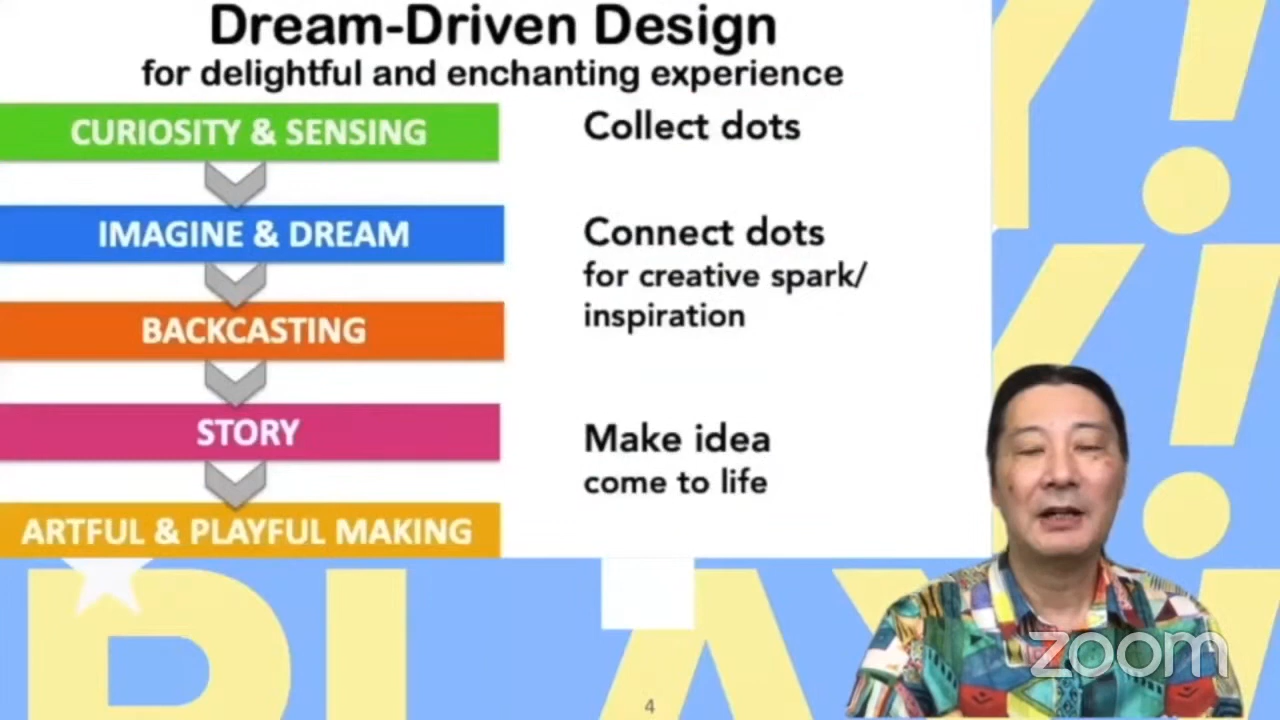 Dream-Driven Design
for delightful and enchanting experience
CURIOSITY & SENSING
Collect dots
IMAGINE & DREAM
Connect dots
for creative spark/
inspiration
BACKCASTING
STORY
Make idea
come to life
ARTFUL & PLAYFUL MAKING
PLAY!
Y!
Y!
zoom
4